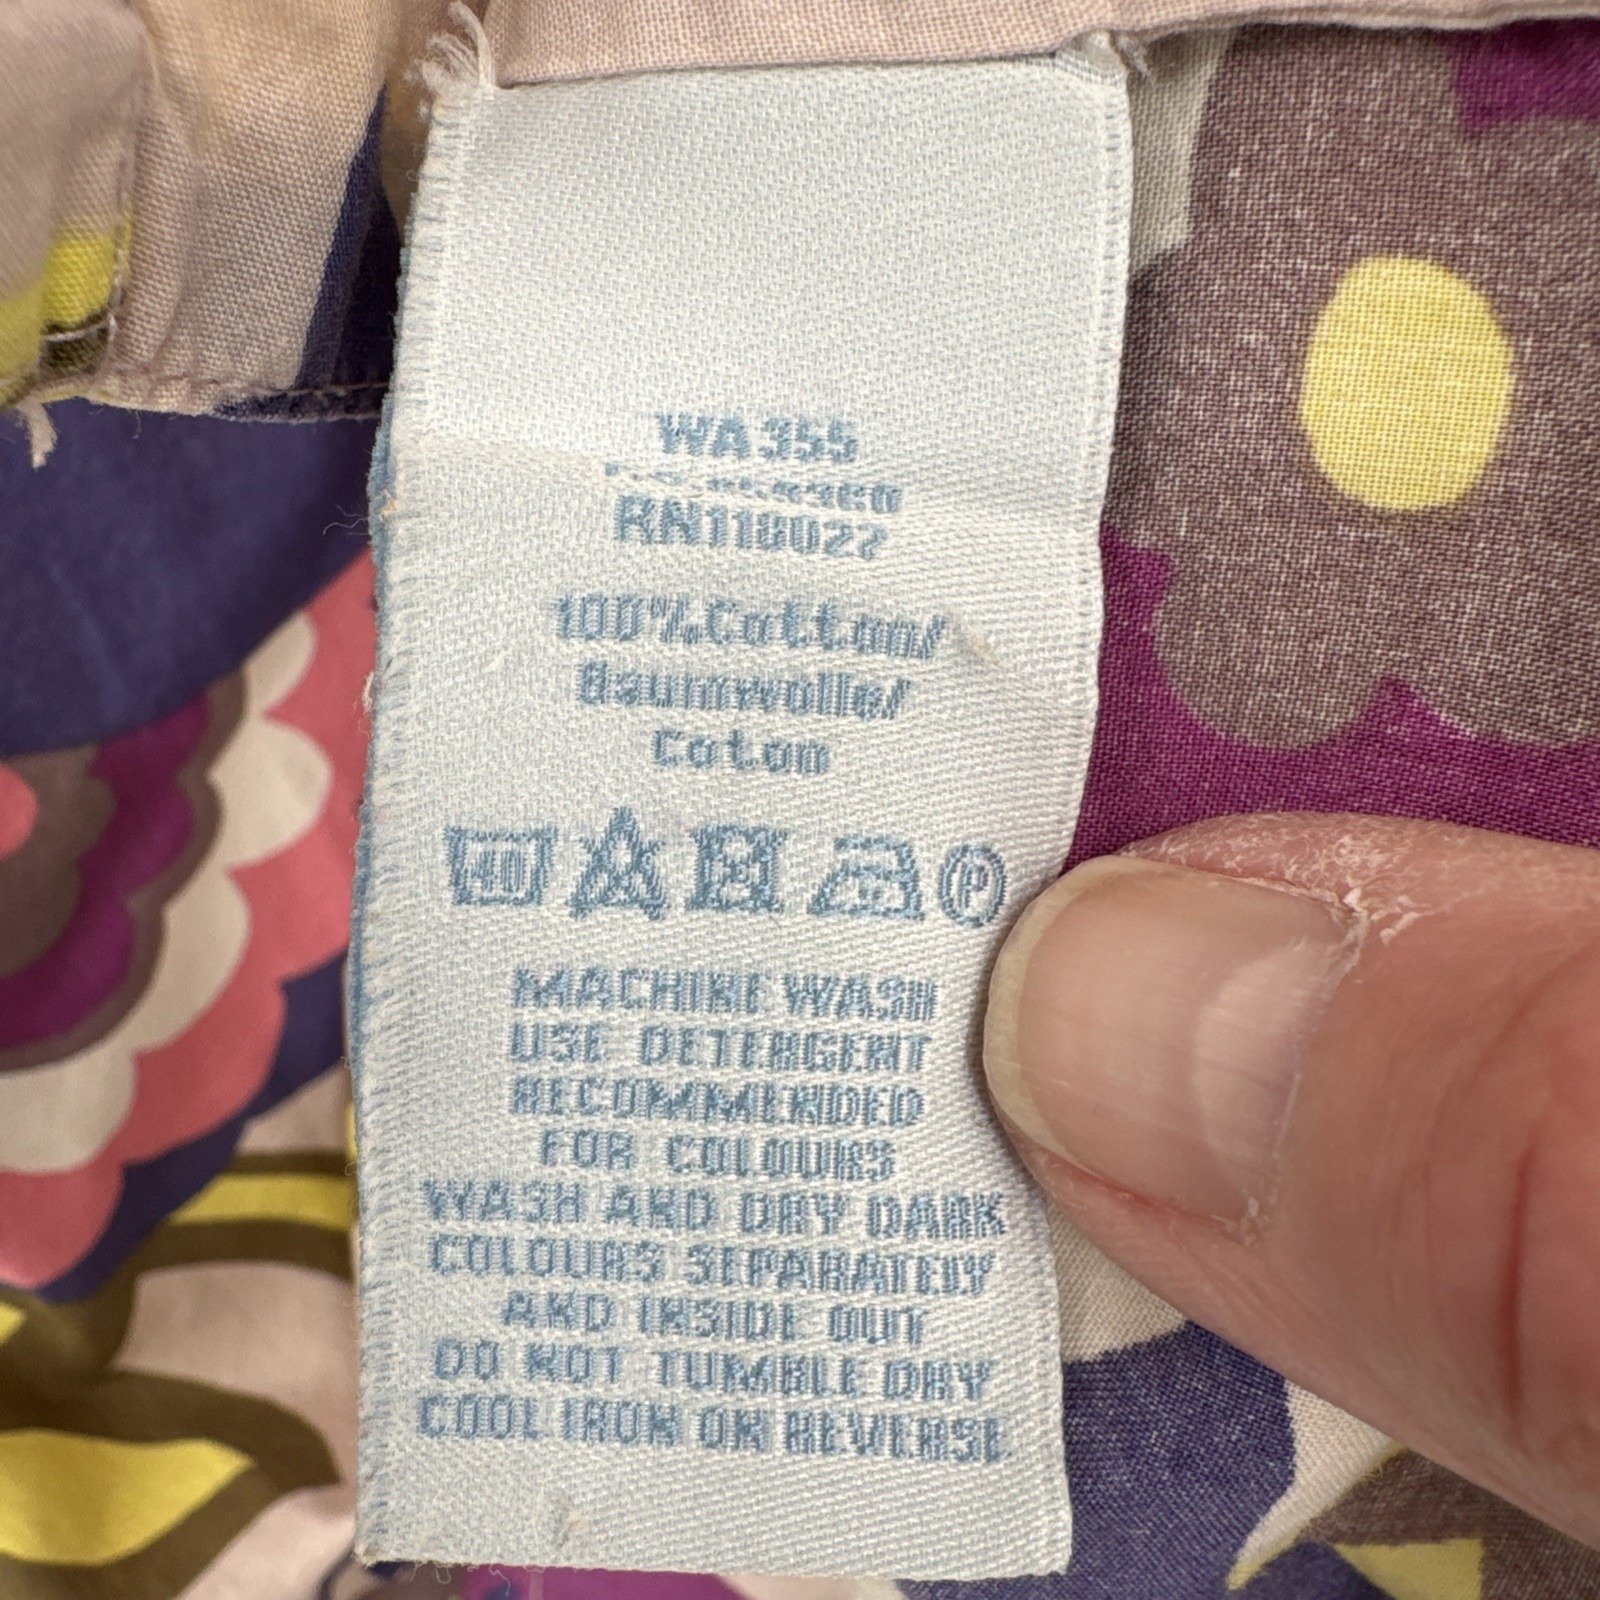 WA355
RN118027
100%Cotton/
Baumwolle/
Coton
40
P
MACHINE WASH
USE DETERGENT
RECOMMENDED
FOR COLOURS
WASH AND DRY DARK
COLOURS SEPARATELY
AND INSIDE OUT
DO NOT TUMBLE DRY
COOL IRON ON REVERSE